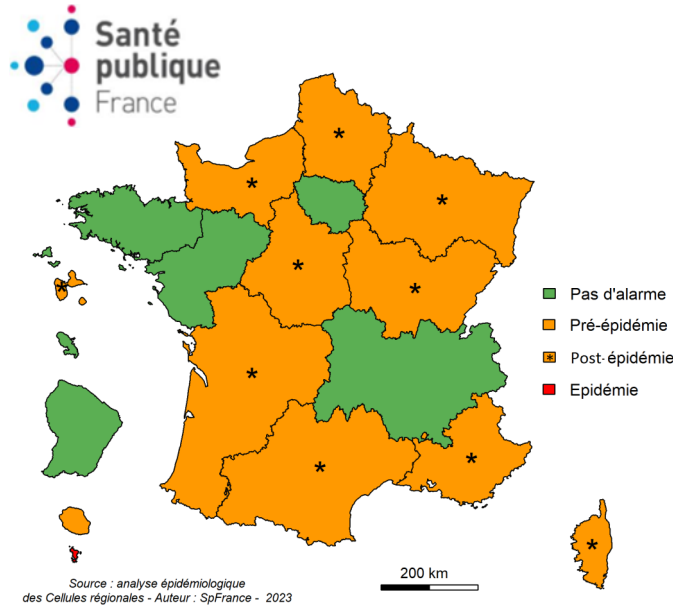 Santé
publique
France
Pas d'alarme
Pré-épidémie
Post-épidémie
Epidémie
200 km
Source : analyse épidémiologique
des Cellules régionales - Auteur : SpFrance - 2023